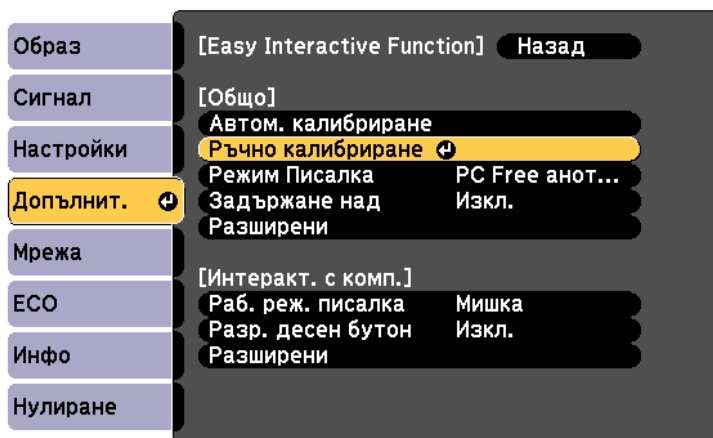 Образ
Сигнал
Настройки
Допълнит.
Мрежа
ECO
Инфо
Нулиране
[Easy Interactive Function] Назад
[Общо]
Автом. калибриране
Ръчно калибриране
Режим Писалка PC Free анот...
Задържане над Изкл.
Разширени
[Интеракт. с комп.]
Раб. реж. писалка Мишка
Разр. десен бутон Изкл.
Разширени